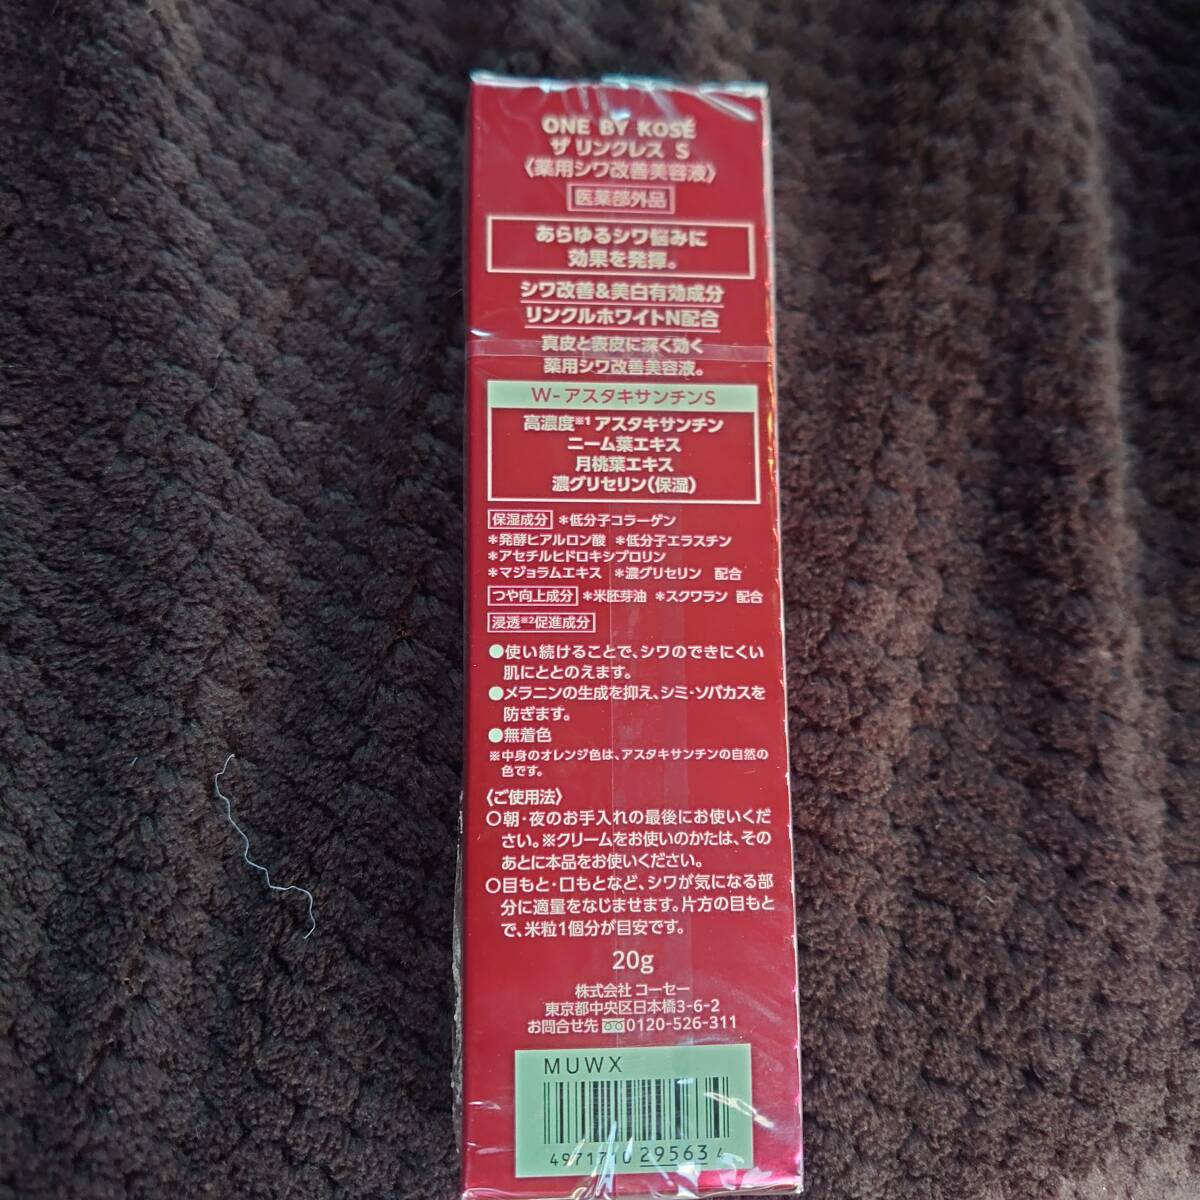 ONE BY KOSÉ
ザ リンクレス S
〈薬用シワ改善美容液〉
医薬部外品
あらゆるシワ悩みに
効果を発揮。
シワ改善&美白有効成分
リンクルホワイトN配合
真皮と表皮に深く効く
薬用シワ改善美容液。
W-アスタキサンチンS
高濃度※1 アスタキサンチン
ニーム葉エキス
月桃葉エキス
濃グリセリン(保湿)
保湿成分 *低分子コラーゲン
*発酵ヒアルロン酸 *低分子エラスチン
*アセチルヒドロキシプロリン
*マジョラムエキス *濃グリセリン 配合
つや向上成分 *米胚芽油 *スクワラン 配合
浸透※2促進成分
●使い続けることで、シワのできにくい
肌にととのえます。
●メラニンの生成を抑え、シミ・ソバカスを
防ぎます。
●無着色
※中身のオレンジ色は、アスタキサンチンの自然の
色です。
〈ご使用法〉
○朝・夜のお手入れの最後にお使いくだ
さい。※クリームをお使いのかたは、その
あとに本品をお使いください。
○目もと・口もとなど、シワが気になる部
分に適量をなじませます。片方の目もと
で、米粒1個分が目安です。
20g
株式会社 コーセー
東京都中央区日本橋3-6-2
お問合せ先 0120-526-311
MUWX
4971710 29563 4